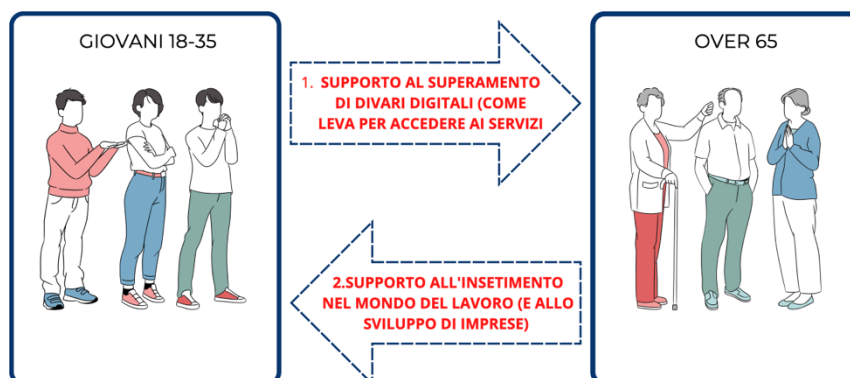 GIOVANI 18-35
1. SUPPORTO AL SUPERAMENTO
DI DIVARI DIGITALI (COME
LEVA PER ACCEDERE AI SERVIZI
OVER 65
2.SUPPORTO ALL'INSETIMENTO
NEL MONDO DEL LAVORO (E ALLO
SVILUPPO DI IMPRESE)